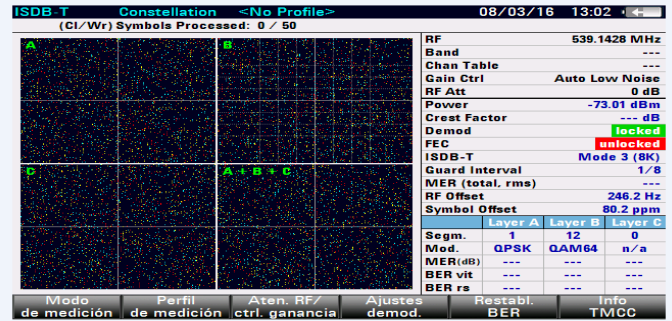 ISDB-T Constellation <No Profile> 08/03/16 13:02
(CI/Wr) Symbols Processed: 0 / 50
A
B
C
A + B + C
RF 539.1428 MHz
Band ---
Chan Table ---
Gain Ctrl Auto Low Noise
RF Att 0 dB
Power -73.01 dBm
Crest Factor --- dB
Demod locked
FEC unlocked
ISDB-T Mode 3 (8K)
Guard Interval 1/8
MER (total, rms) ---
RF Offset 246.2 Hz
Symbol Offset 80.2 ppm
Layer A Layer B Layer C
Segm. 1 12 0
Mod. QPSK QAM64 n/a
MER(dB) --- --- ---
BER vit --- --- ---
BER rs --- --- ---
Modo de medición
Perfil de medición
Aten. RF/ ctrl. ganancia
Ajustes demod.
Restabl. BER
Info TMCC